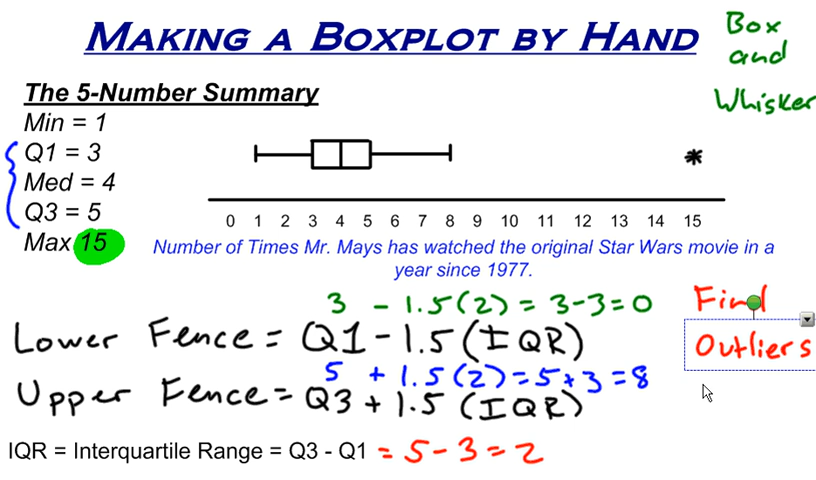 MAKING A BOXPLOT BY HAND
Box
and
Whisker
The 5-Number Summary
Min = 1
Q1 = 3
Med = 4
Q3 = 5
Max 15
0 1 2 3 4 5 6 7 8 9 10 11 12 13 14 15
Number of Times Mr. Mays has watched the original Star Wars movie in a
year since 1977.
3 - 1.5(2) = 3-3=0
Lower Fence = Q1-1.5(IQR)
5 + 1.5(2)=5+3=8
Upper Fence= Q3+1.5(IQR)
Find
Outliers
IQR = Interquartile Range = Q3 - Q1 = 5-3=2